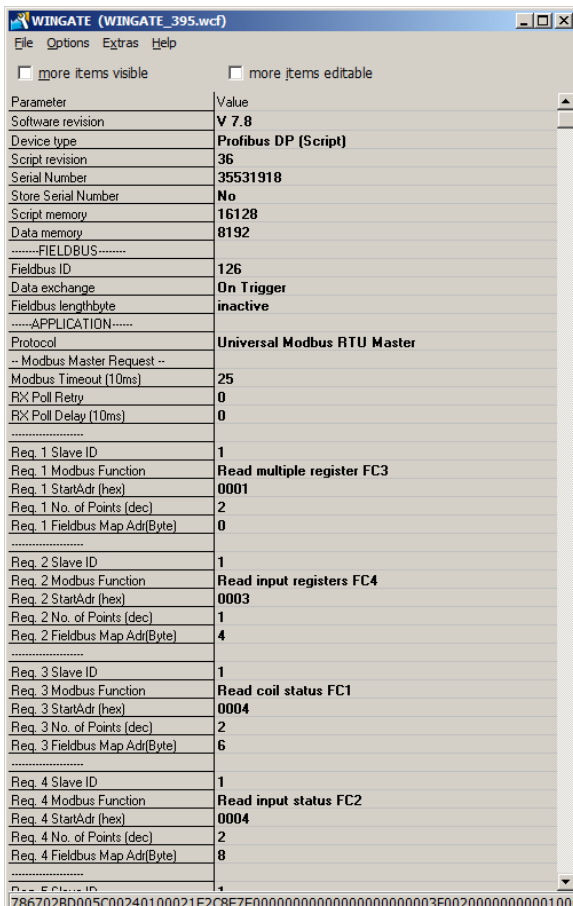 WINGATE (WINGATE_395.wcf)
File Options Extras Help
more items visible more items editable
Parameter Value
Software revision V 7.8
Device type Profibus DP (Script)
Script revision 36
Serial Number 35531918
Store Serial Number No
Script memory 16128
Data memory 8192
--------FIELDBUS--------
Fieldbus ID 126
Data exchange On Trigger
Fieldbus lengthbyte inactive
------APPLICATION------
Protocol Universal Modbus RTU Master
-- Modbus Master Request --
Modbus Timeout (10ms) 25
RX Poll Retry 0
RX Poll Delay (10ms) 0
---------------------
Req. 1 Slave ID 1
Req. 1 Modbus Function Read multiple register FC3
Req. 1 StartAdr (hex) 0001
Req. 1 No. of Points (dec) 2
Req. 1 Fieldbus Map Adr(Byte) 0
---------------------
Req. 2 Slave ID 1
Req. 2 Modbus Function Read input registers FC4
Req. 2 StartAdr (hex) 0003
Req. 2 No. of Points (dec) 1
Req. 2 Fieldbus Map Adr(Byte) 4
---------------------
Req. 3 Slave ID 1
Req. 3 Modbus Function Read coil status FC1
Req. 3 StartAdr (hex) 0004
Req. 3 No. of Points (dec) 2
Req. 3 Fieldbus Map Adr(Byte) 6
---------------------
Req. 4 Slave ID 1
Req. 4 Modbus Function Read input status FC2
Req. 4 StartAdr (hex) 0004
Req. 4 No. of Points (dec) 2
Req. 4 Fieldbus Map Adr(Byte) 8
---------------------
Req. 5 Slave ID 1